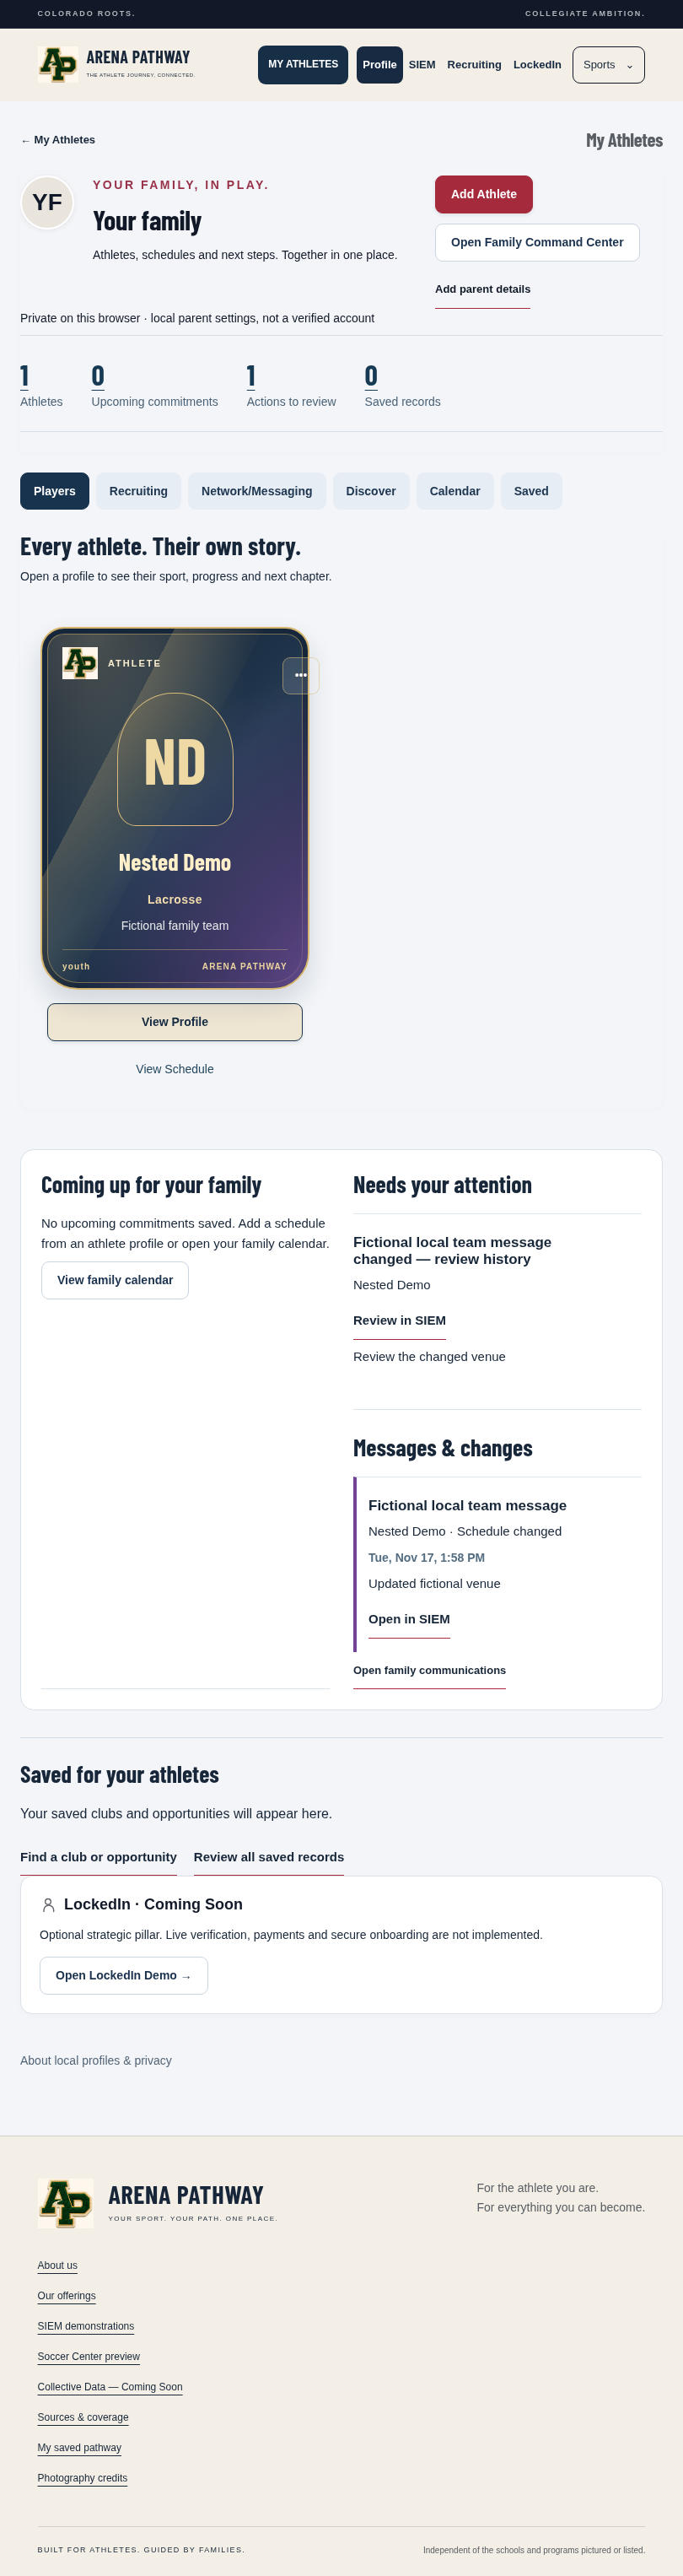 COLORADO ROOTS.
COLLEGIATE AMBITION.
AP
ARENA PATHWAY
THE ATHLETE JOURNEY, CONNECTED.
MY ATHLETES
Profile
SIEM
Recruiting
LockedIn
Sports
← My Athletes
My Athletes
YF
YOUR FAMILY, IN PLAY.
Your family
Athletes, schedules and next steps. Together in one place.
Add Athlete
Open Family Command Center
Add parent details
Private on this browser · local parent settings, not a verified account
1
Athletes
0
Upcoming commitments
1
Actions to review
0
Saved records
Players
Recruiting
Network/Messaging
Discover
Calendar
Saved
Every athlete. Their own story.
Open a profile to see their sport, progress and next chapter.
AP
ATHLETE
•••
ND
Nested Demo
Lacrosse
Fictional family team
youth
ARENA PATHWAY
View Profile
View Schedule
Coming up for your family
No upcoming commitments saved. Add a schedule
from an athlete profile or open your family calendar.
View family calendar
Needs your attention
Fictional local team message
changed — review history
Nested Demo
Review in SIEM
Review the changed venue
Messages & changes
Fictional local team message
Nested Demo · Schedule changed
Tue, Nov 17, 1:58 PM
Updated fictional venue
Open in SIEM
Open family communications
Saved for your athletes
Your saved clubs and opportunities will appear here.
Find a club or opportunity
Review all saved records
LockedIn · Coming Soon
Optional strategic pillar. Live verification, payments and secure onboarding are not implemented.
Open LockedIn Demo →
About local profiles & privacy
AP
ARENA PATHWAY
YOUR SPORT. YOUR PATH. ONE PLACE.
For the athlete you are.
For everything you can become.
About us
Our offerings
SIEM demonstrations
Soccer Center preview
Collective Data — Coming Soon
Sources & coverage
My saved pathway
Photography credits
BUILT FOR ATHLETES. GUIDED BY FAMILIES.
Independent of the schools and programs pictured or listed.